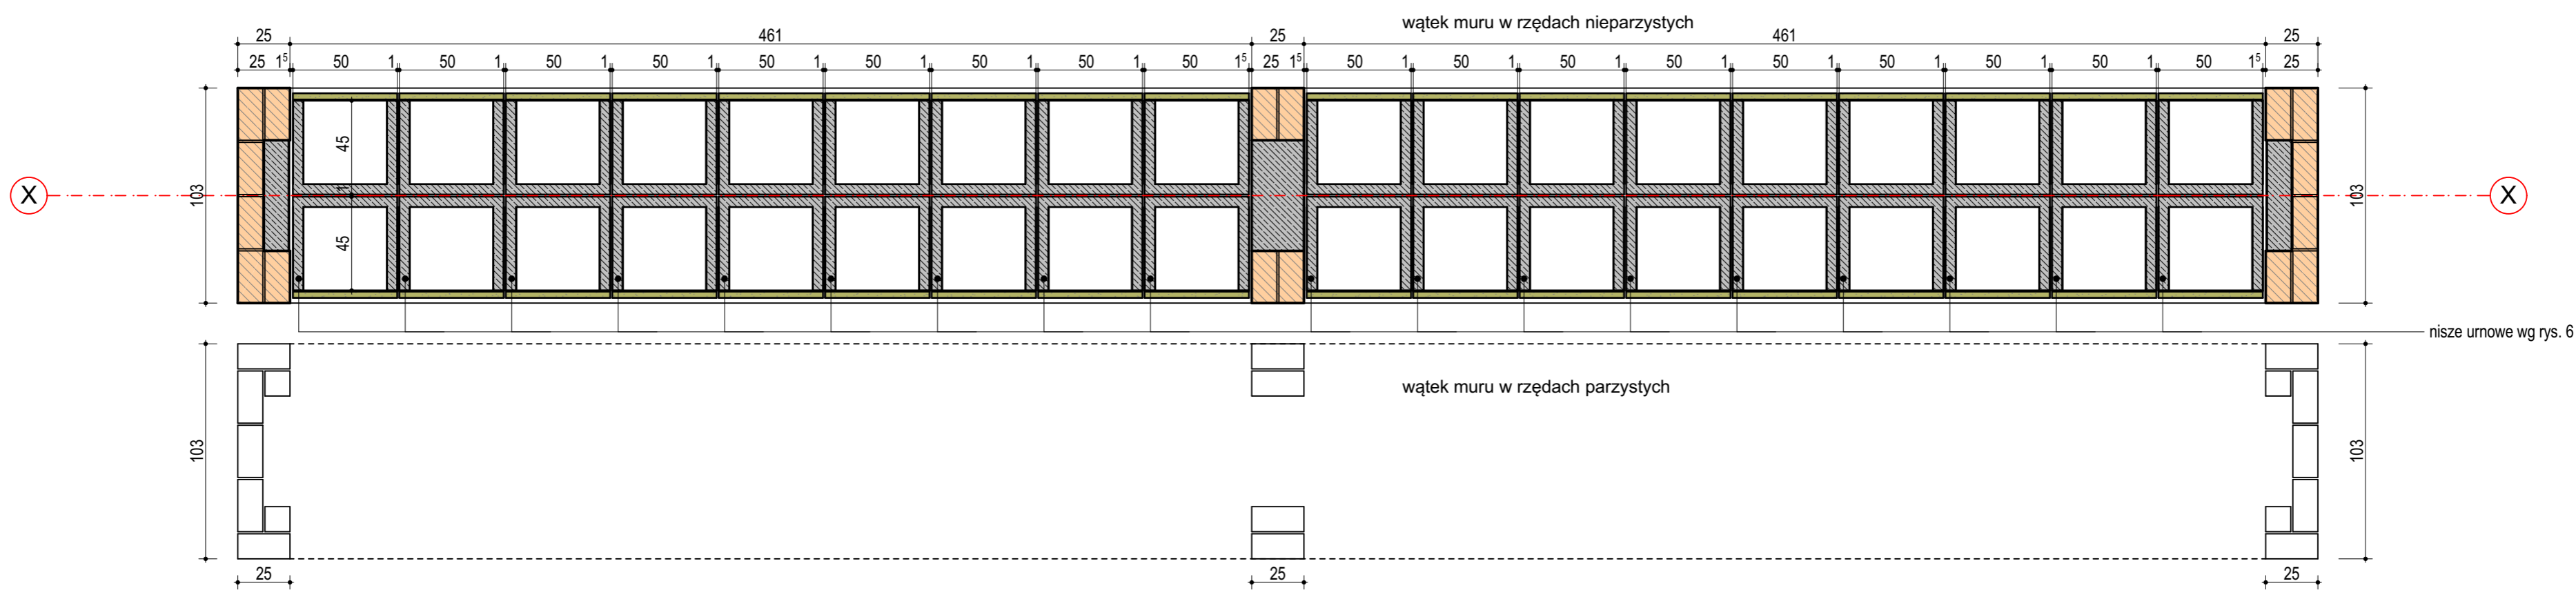 wątek muru w rzędach nieparzystych
25 461 25 461 25
25 1⁵ 50 1 50 1 50 1 50 1 50 1 50 1 50 1 50 1 50 1⁵ 25 1⁵ 50 1 50 1 50 1 50 1 50 1 50 1 50 1 50 1 50 1⁵ 25
45
X 103 1 103 X
45
nisze urnowe wg rys. 6
wątek muru w rzędach parzystych
103 103
25 25 25